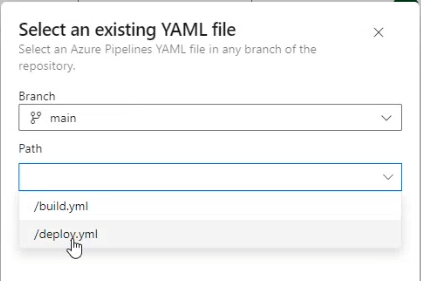 Select an existing YAML file
Select an Azure Pipelines YAML file in any branch of the
repository.
Branch
main
Path
/build.yml
/deploy.yml